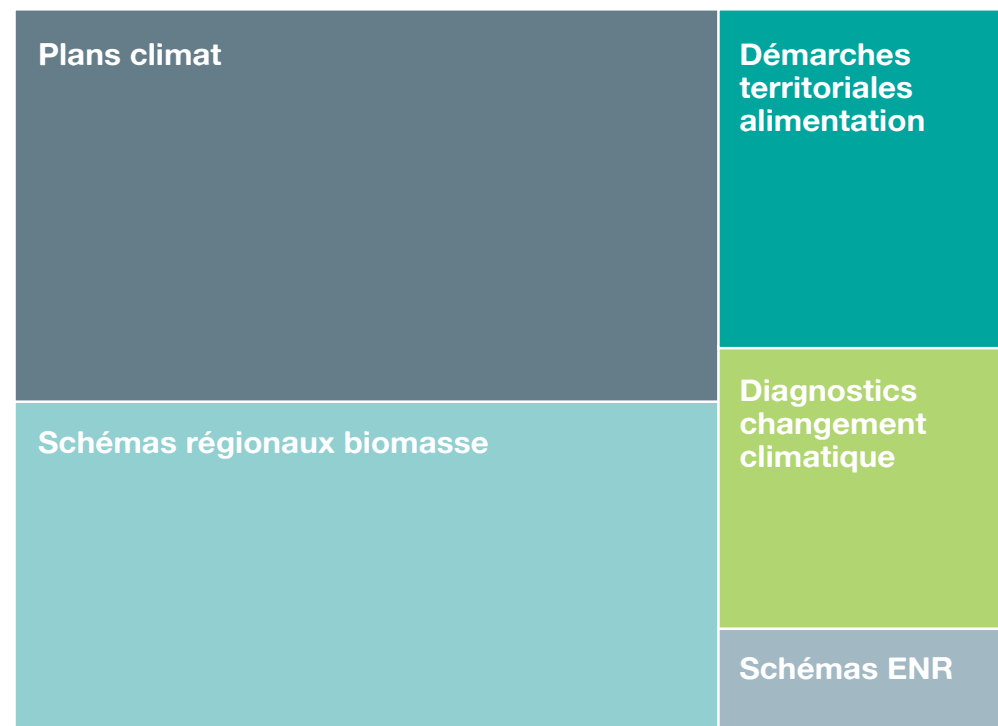 Plans climat
Schémas régionaux biomasse
Démarches
territoriales
alimentation
Diagnostics
changement
climatique
Schémas ENR